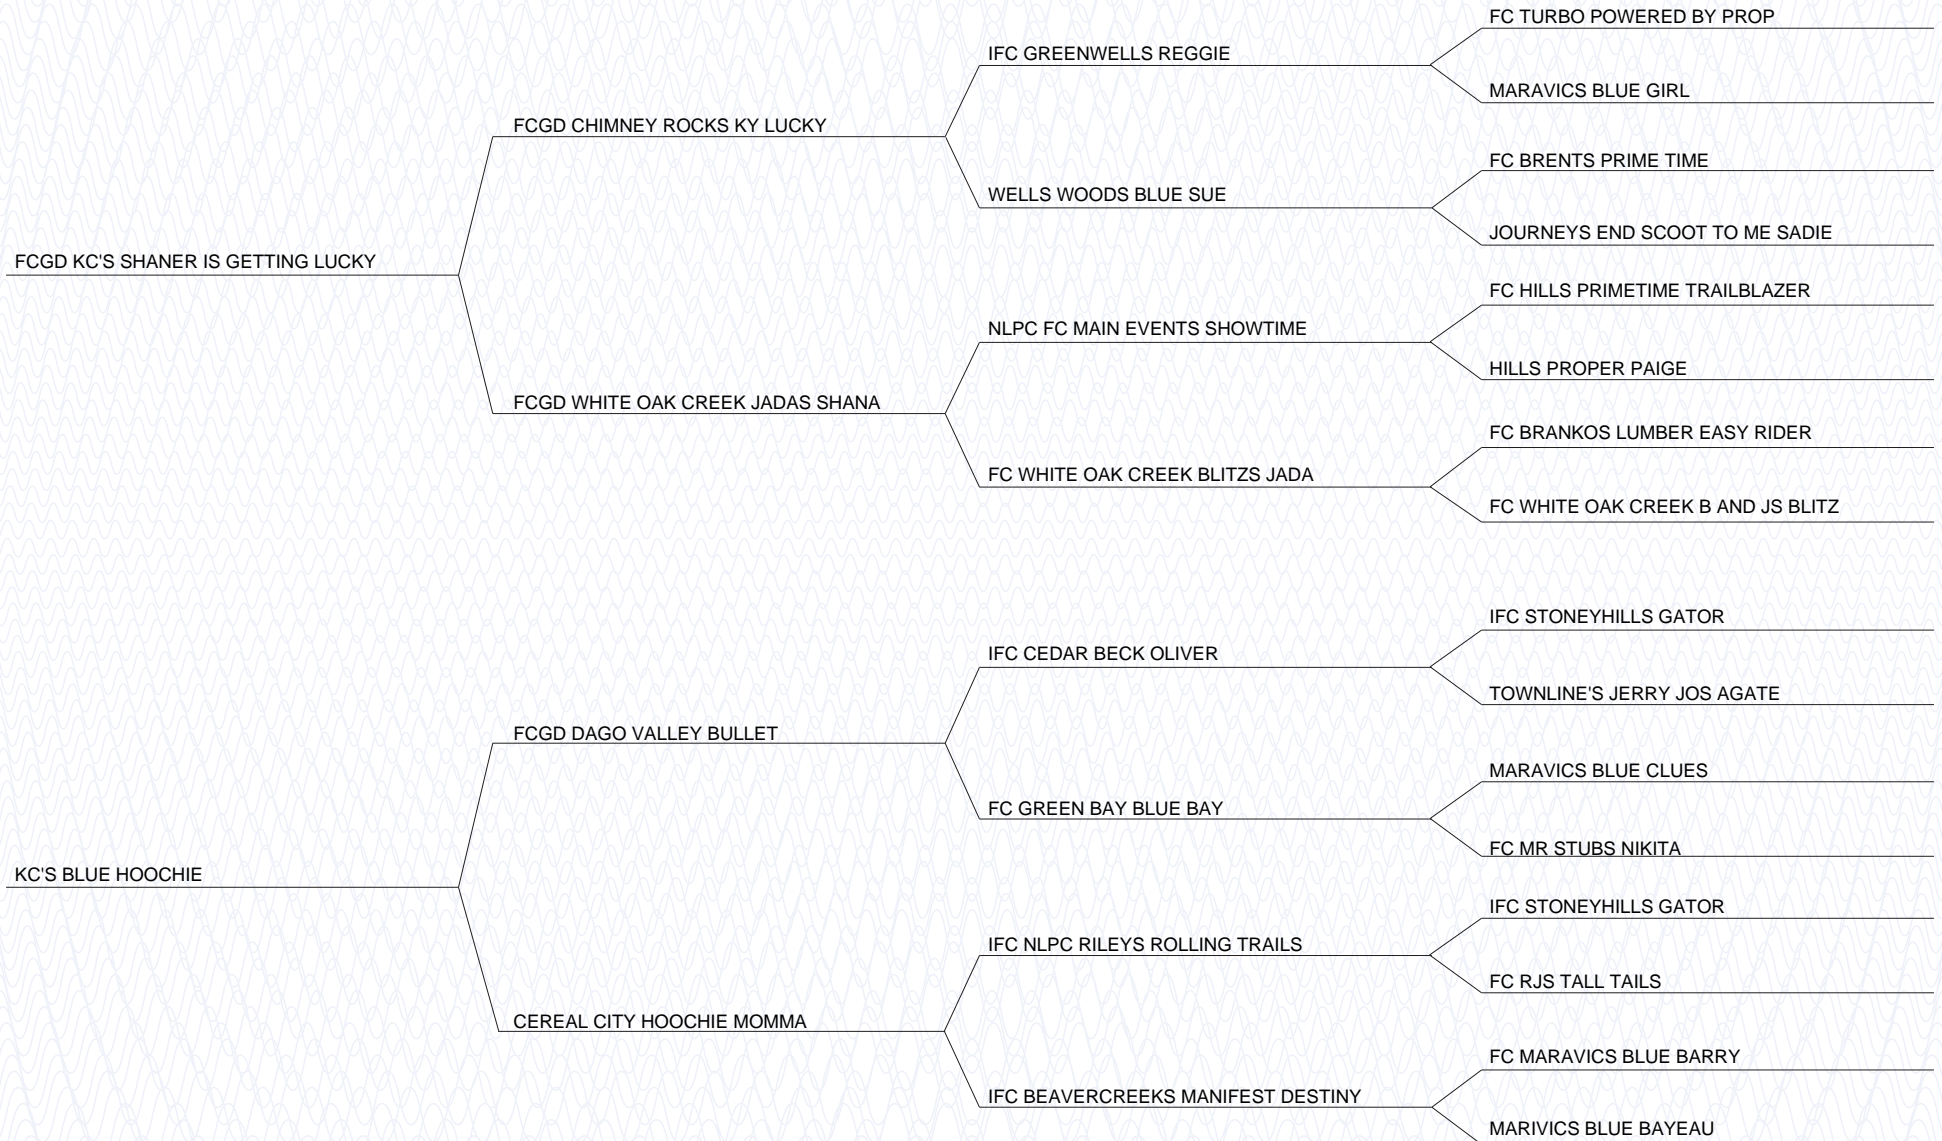 FC TURBO POWERED BY PROP
IFC GREENWELLS REGGIE
MARAVICS BLUE GIRL
FCGD CHIMNEY ROCKS KY LUCKY
FC BRENTS PRIME TIME
WELLS WOODS BLUE SUE
JOURNEYS END SCOOT TO ME SADIE
FCGD KC'S SHANER IS GETTING LUCKY
FC HILLS PRIMETIME TRAILBLAZER
NLPC FC MAIN EVENTS SHOWTIME
HILLS PROPER PAIGE
FCGD WHITE OAK CREEK JADAS SHANA
FC BRANKOS LUMBER EASY RIDER
FC WHITE OAK CREEK BLITZS JADA
FC WHITE OAK CREEK B AND JS BLITZ
IFC STONEYHILLS GATOR
IFC CEDAR BECK OLIVER
TOWNLINE'S JERRY JOS AGATE
FCGD DAGO VALLEY BULLET
MARAVICS BLUE CLUES
FC GREEN BAY BLUE BAY
FC MR STUBS NIKITA
KC'S BLUE HOOCHIE
IFC STONEYHILLS GATOR
IFC NLPC RILEYS ROLLING TRAILS
FC RJS TALL TAILS
CEREAL CITY HOOCHIE MOMMA
FC MARAVICS BLUE BARRY
IFC BEAVERCREEKS MANIFEST DESTINY
MARIVICS BLUE BAYEAU